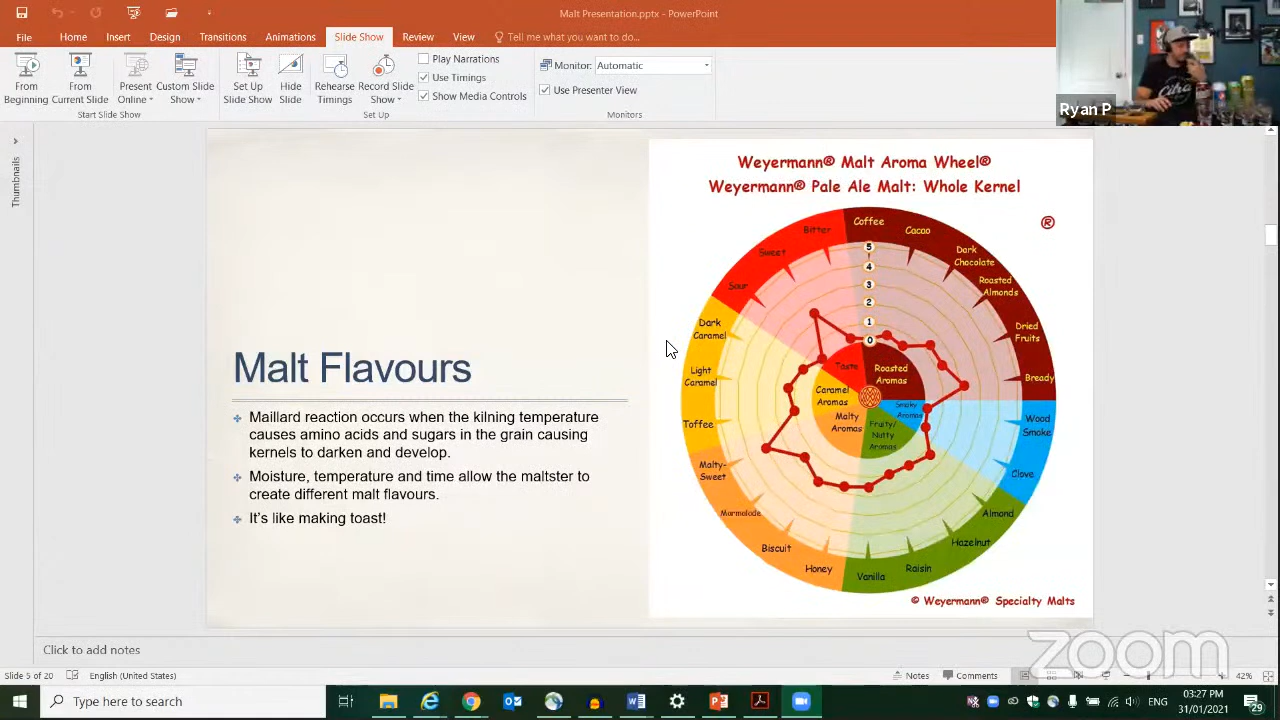 Malt Presentation.pptx - PowerPoint
File Home Insert Design Transitions Animations Slide Show Review View Tell me what you want to do...
From Beginning
From Current Slide
Present Online
Custom Slide Show
Start Slide Show
Set Up Slide Show
Hide Slide
Rehearse Timings
Record Slide Show
Play Narrations
Use Timings
Show Media Controls
Set Up
Monitor: Automatic
Use Presenter View
Monitors
Citra
Ryan P
Thumbnails
Malt Flavours
Maillard reaction occurs when the kilning temperature
causes amino acids and sugars in the grain causing
kernels to darken and develop.
Moisture, temperature and time allow the maltster to
create different malt flavours.
It's like making toast!
Weyermann® Malt Aroma Wheel®
Weyermann® Pale Ale Malt: Whole Kernel
®
Coffee
Cacao
Dark
Chocolate
Roasted
Almonds
Dried
Fruits
Bready
Wood
Smoke
Clove
Almond
Hazelnut
Raisin
Vanilla
Honey
Biscuit
Marmalade
Malty-
Sweet
Toffee
Light
Caramel
Dark
Caramel
Sour
Sweet
Bitter
5
4
3
2
1
0
Taste
Roasted
Aromas
Smoky
Aromas
Fruity/
Nutty
Aromas
Malty
Aromas
Caramel
Aromas
© Weyermann® Specialty Malts
Click to add notes
zoom
Slide 5 of 20 English (United States) Notes Comments 42%
Type here to search
ENG
03:27 PM
31/01/2021
29